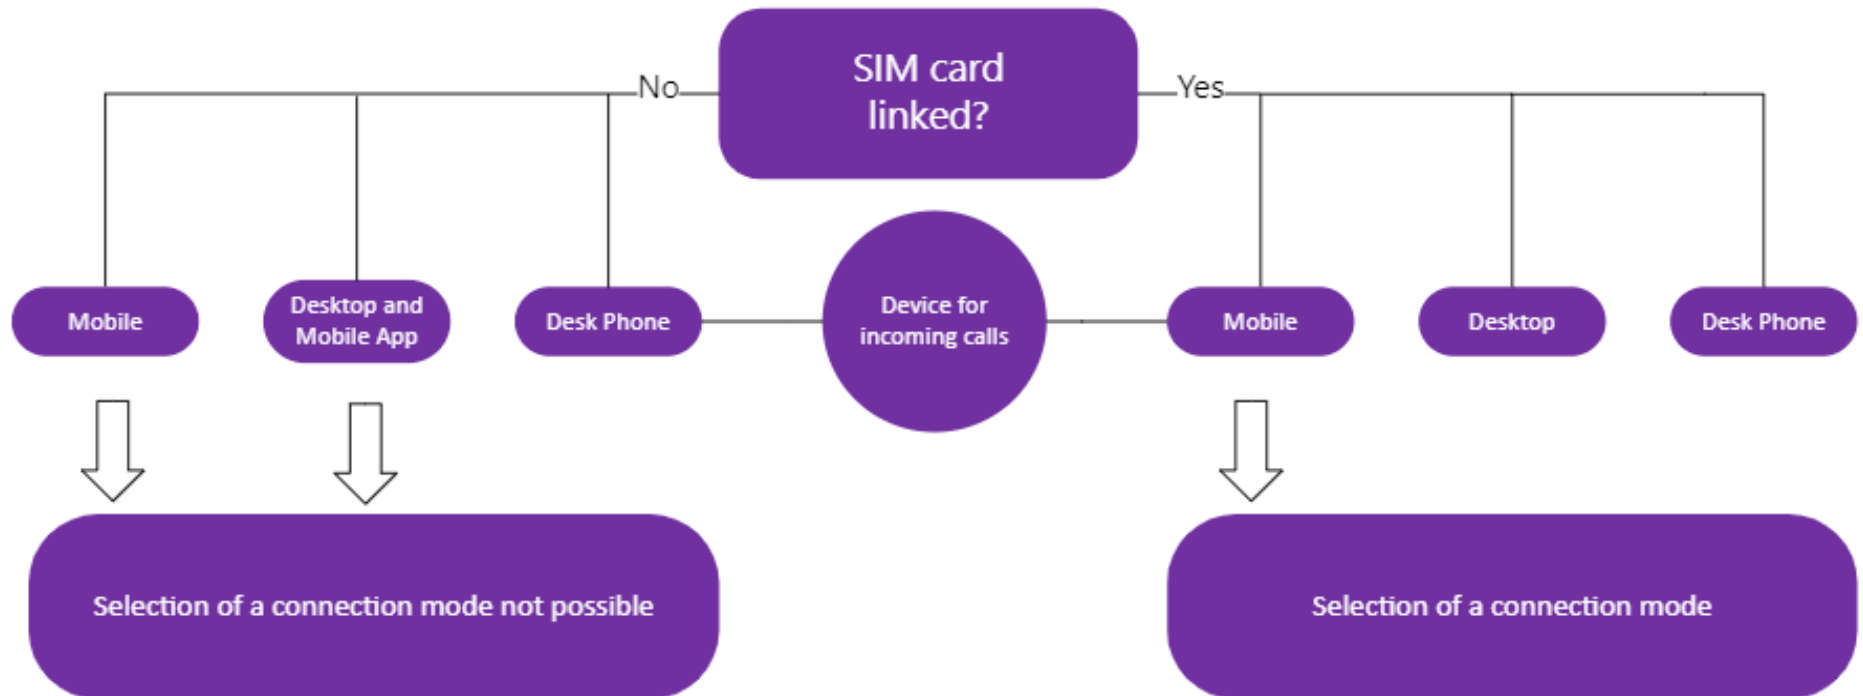 SIM card
linked?
No
Yes
Mobile
Desktop and
Mobile App
Desk Phone
Device for
incoming calls
Mobile
Desktop
Desk Phone
Selection of a connection mode not possible
Selection of a connection mode